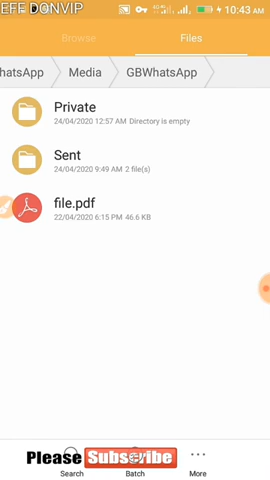 EFE DONVIP
10:43 AM
Browse
Files
hatsApp
Media
GBWhatsApp
Private
24/04/2020 12:57 AM Directory is empty
Sent
24/04/2020 9:49 AM 2 file(s)
file.pdf
22/04/2020 6:15 PM 46.6 KB
Please Subscribe
Search
Batch
More